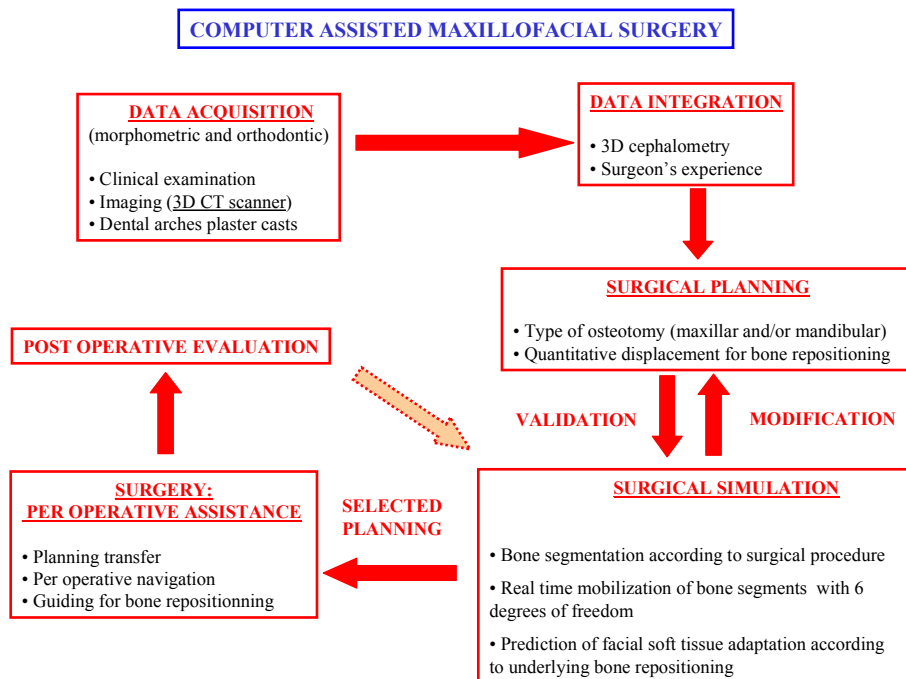 COMPUTER ASSISTED MAXILLOFACIAL SURGERY
DATA ACQUISITION
(morphometric and orthodontic)
• Clinical examination
• Imaging (3D CT scanner)
• Dental arches plaster casts
DATA INTEGRATION
• 3D cephalometry
• Surgeon’s experience
SURGICAL PLANNING
• Type of osteotomy (maxillar and/or mandibular)
• Quantitative displacement for bone repositioning
VALIDATION
MODIFICATION
SURGICAL SIMULATION
• Bone segmentation according to surgical procedure
• Real time mobilization of bone segments with 6
degrees of freedom
• Prediction of facial soft tissue adaptation according
to underlying bone repositioning
SELECTED
PLANNING
SURGERY:
PER OPERATIVE ASSISTANCE
• Planning transfer
• Per operative navigation
• Guiding for bone repositionning
POST OPERATIVE EVALUATION